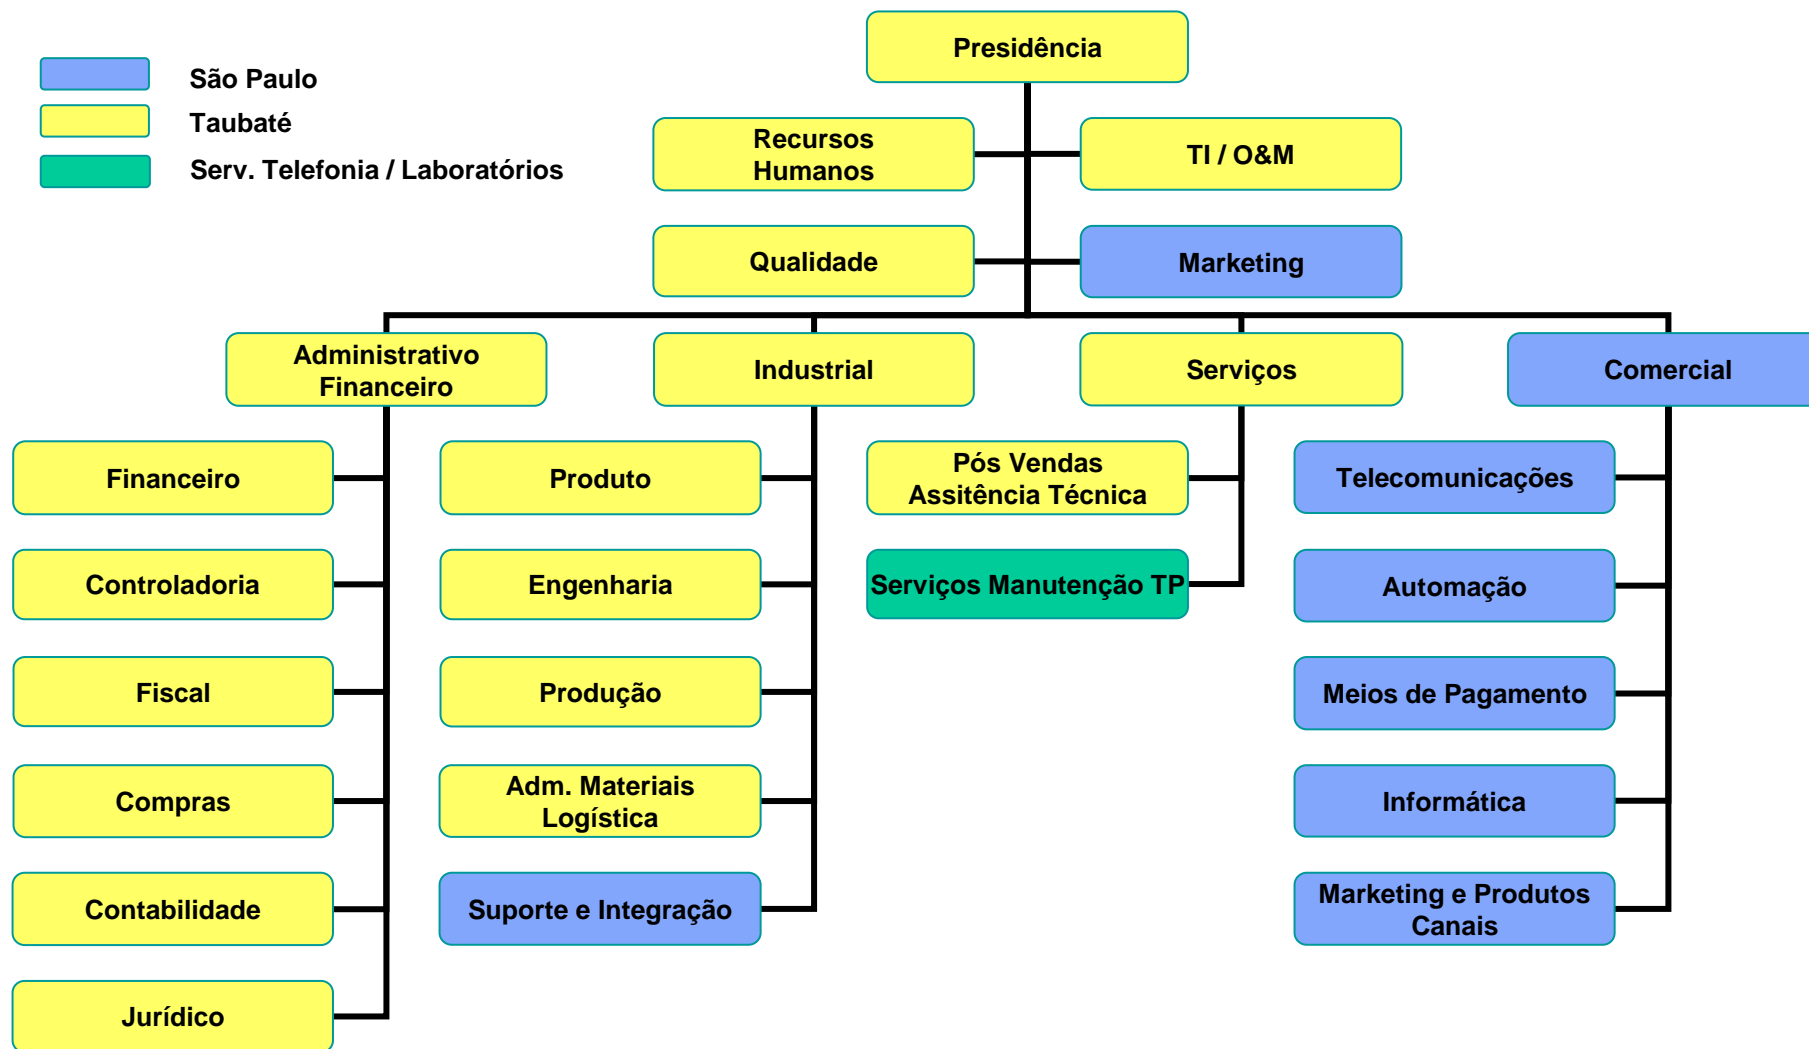 Presidência
São Paulo
Taubaté
Serv. Telefonia / Laboratórios
Recursos
Humanos
TI / O&M
Qualidade
Marketing
Administrativo
Financeiro
Industrial
Serviços
Comercial
Financeiro
Produto
Pós Vendas
Assitência Técnica
Telecomunicações
Controladoria
Engenharia
Serviços Manutenção TP
Automação
Fiscal
Produção
Meios de Pagamento
Compras
Adm. Materiais
Logística
Informática
Contabilidade
Suporte e Integração
Marketing e Produtos
Canais
Jurídico